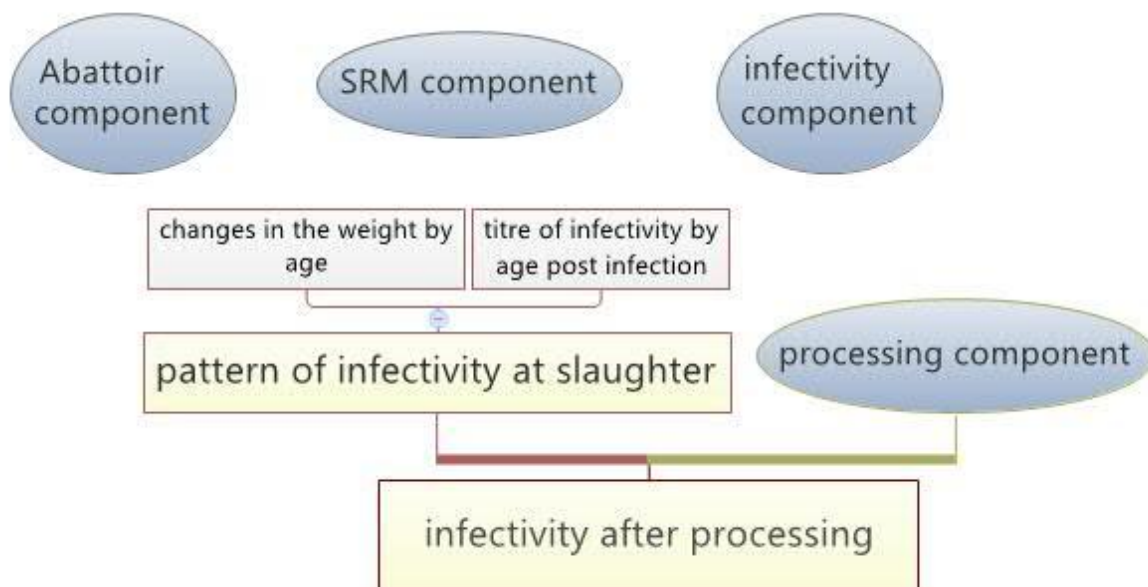 Abattoir
component
SRM component
infectivity
component
changes in the weight by
age
titre of infectivity by
age post infection
pattern of infectivity at slaughter
processing component
infectivity after processing